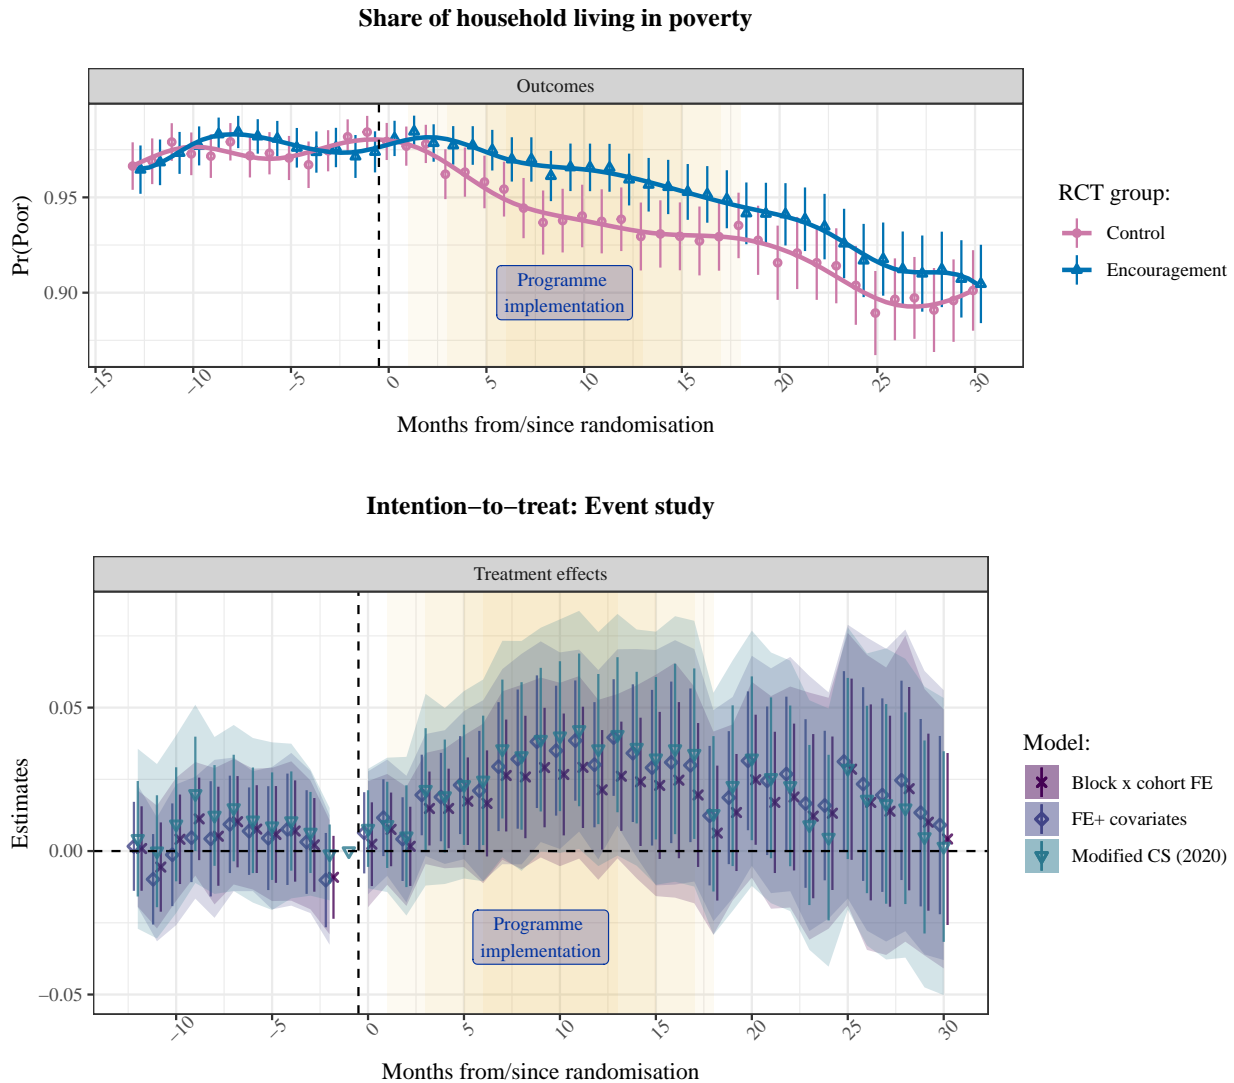 Share of household living in poverty
Outcomes
Pr(Poor)
0.95
0.90
Programme
implementation
−15
−10
−5
0
5
10
15
20
25
30
Months from/since randomisation
RCT group:
Control
Encouragement
Intention−to−treat: Event study
Treatment effects
Estimates
0.05
0.00
−0.05
Programme
implementation
−10
−5
0
5
10
15
20
25
30
Months from/since randomisation
Model:
Block x cohort FE
FE+ covariates
Modified CS (2020)